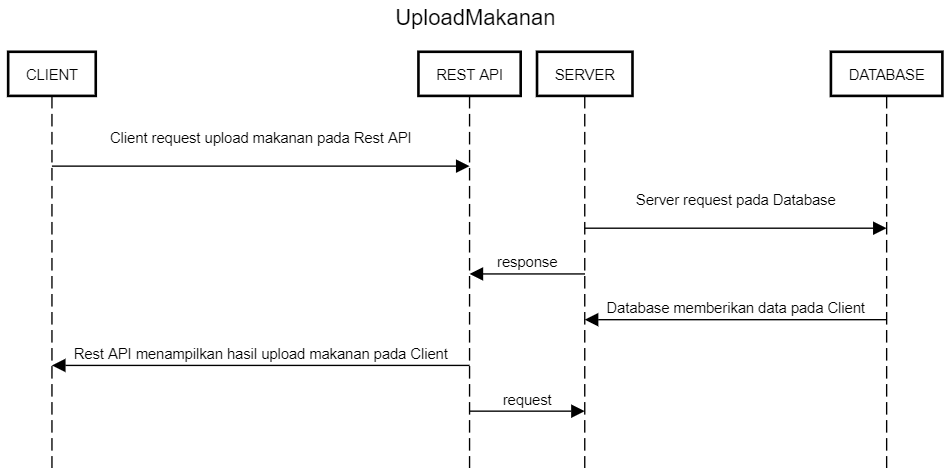 UploadMakanan
CLIENT
REST API
SERVER
DATABASE
Client request upload makanan pada Rest API
Server request pada Database
response
Database memberikan data pada Client
Rest API menampilkan hasil upload makanan pada Client
request